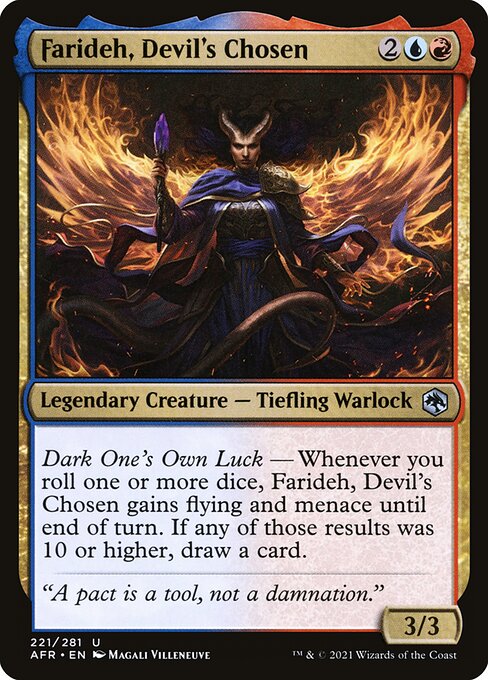 Farideh, Devil's Chosen 2
Legendary Creature — Tiefling Warlock
Dark One's Own Luck — Whenever you
roll one or more dice, Farideh, Devil's
Chosen gains flying and menace until
end of turn. If any of those results was
10 or higher, draw a card.
"A pact is a tool, not a damnation."
3/3
221/281 U
AFR • EN Magali Villeneuve ™ & © 2021 Wizards of the Coast